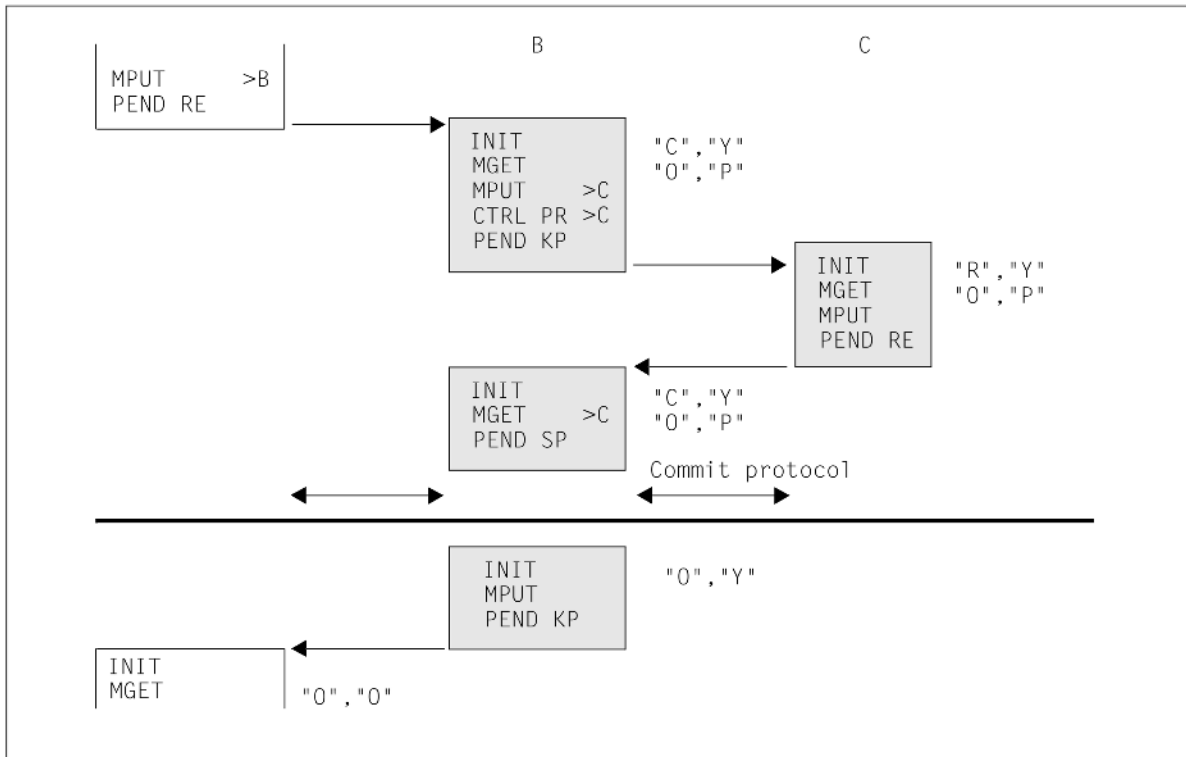 B C
MPUT >B
PEND RE
INIT
MGET
MPUT >C
CTRL PR >C
PEND KP
"C","Y"
"O","P"
INIT
MGET
MPUT
PEND RE
"R","Y"
"O","P"
INIT
MGET >C
PEND SP
"C","Y"
"O","P"
Commit protocol
INIT
MPUT
PEND KP
"O","Y"
INIT
MGET
"O","O"